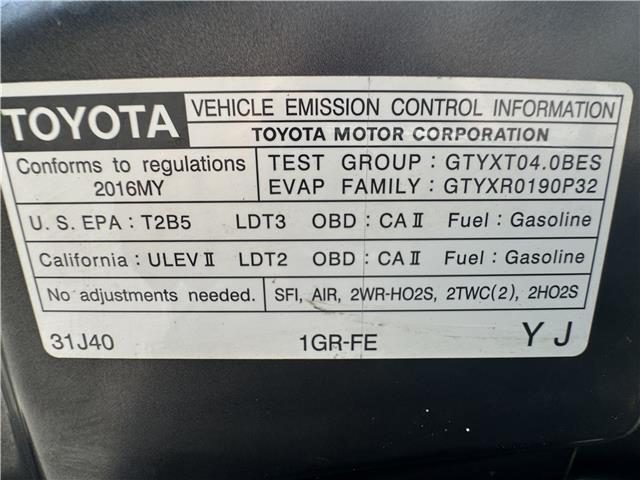 TOYOTA
VEHICLE EMISSION CONTROL INFORMATION
TOYOTA MOTOR CORPORATION
Conforms to regulations
2016MY
TEST GROUP : GTYXT04.0BES
EVAP FAMILY : GTYXR0190P32
U. S. EPA : T2B5 LDT3 OBD : CA II Fuel : Gasoline
California : ULEV II LDT2 OBD : CA II Fuel : Gasoline
No adjustments needed. SFI, AIR, 2WR-HO2S, 2TWC(2), 2HO2S
31J40 1GR-FE Y J